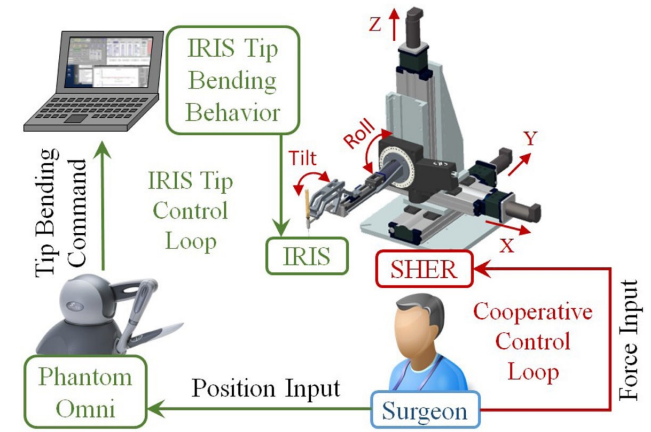 Z
IRIS Tip
Bending
Behavior
Y
Roll
Tilt
X
Tip Bending
Command
IRIS Tip
Control
Loop
IRIS
SHER
Cooperative
Control
Loop
Force Input
Phantom
Omni
Position Input
Surgeon